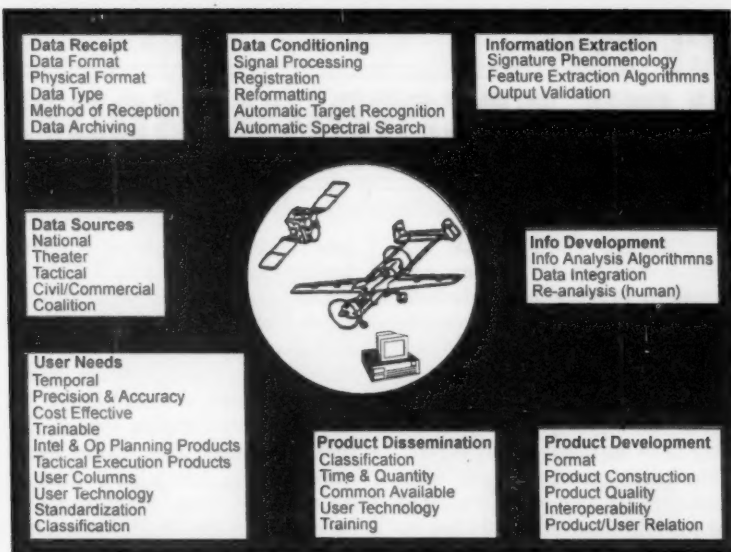 Data Receipt
Data Format
Physical Format
Data Type
Method of Reception
Data Archiving
Data Conditioning
Signal Processing
Registration
Reformatting
Automatic Target Recognition
Automatic Spectral Search
Information Extraction
Signature Phenomenology
Feature Extraction Algorithmns
Output Validation
Data Sources
National
Theater
Tactical
Civil/Commercial
Coalition
Info Development
Info Analysis Algorithmns
Data Integration
Re-analysis (human)
User Needs
Temporal
Precision & Accuracy
Cost Effective
Trainable
Intel & Op Planning Products
Tactical Execution Products
User Columns
User Technology
Standardization
Classification
Product Dissemination
Classification
Time & Quantity
Common Available
User Technology
Training
Product Development
Format
Product Construction
Product Quality
Interoperability
Product/User Relation